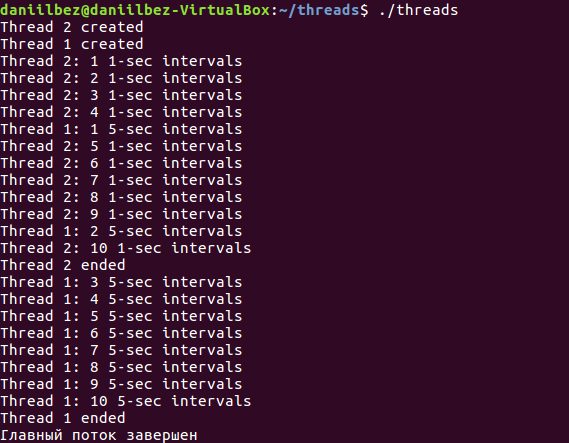 daniilbez@daniilbez-VirtualBox:~/threads$ ./threads
Thread 2 created
Thread 1 created
Thread 2: 1 1-sec intervals
Thread 2: 2 1-sec intervals
Thread 2: 3 1-sec intervals
Thread 2: 4 1-sec intervals
Thread 1: 1 5-sec intervals
Thread 2: 5 1-sec intervals
Thread 2: 6 1-sec intervals
Thread 2: 7 1-sec intervals
Thread 2: 8 1-sec intervals
Thread 2: 9 1-sec intervals
Thread 1: 2 5-sec intervals
Thread 2: 10 1-sec intervals
Thread 2 ended
Thread 1: 3 5-sec intervals
Thread 1: 4 5-sec intervals
Thread 1: 5 5-sec intervals
Thread 1: 6 5-sec intervals
Thread 1: 7 5-sec intervals
Thread 1: 8 5-sec intervals
Thread 1: 9 5-sec intervals
Thread 1: 10 5-sec intervals
Thread 1 ended
Главный поток завершен